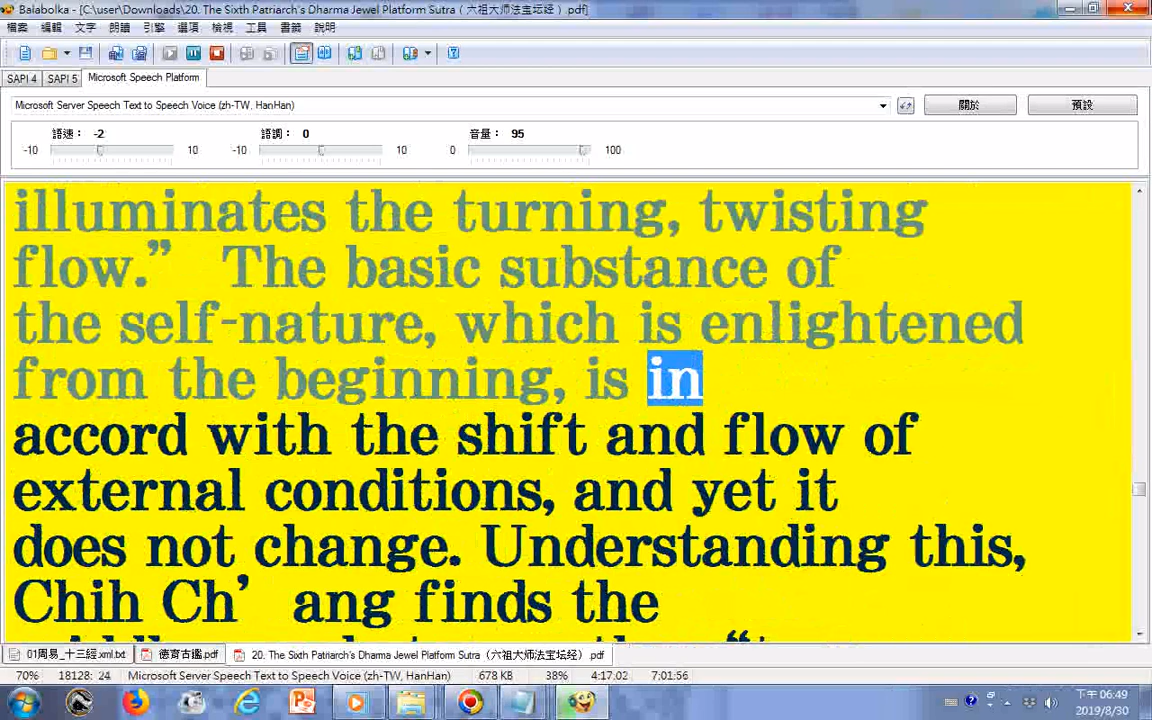 Balabolka - [C:\user\Downloads\20. The Sixth Patriarch's Dharma Jewel Platform Sutra（六祖大师法宝坛经）pdf]
檔案 編輯 文字 朗讀 引擎 選項 檢視 工具 書籤 說明
SAPI 4 SAPI 5 Microsoft Speech Platform
Microsoft Server Speech Text to Speech Voice (zh-TW, HanHan) 關於 預設
語速： -2 語調： 0 音量： 95
-10 10 -10 10 0 100
illuminates the turning, twisting
flow.” The basic substance of
the self-nature, which is enlightened
from the beginning, is in
accord with the shift and flow of
external conditions, and yet it
does not change. Understanding this,
Chih Ch’ ang finds the
01周易_十三經.xml.txt 德育古鑑.pdf 20. The Sixth Patriarch's Dharma Jewel Platform Sutra（六祖大师法宝坛经）.pdf
70% 18128: 24 Microsoft Server Speech Text to Speech Voice (zh-TW, HanHan) 678 KB 38% 4:17:02 7:01:56
下午 06:49
2019/8/30